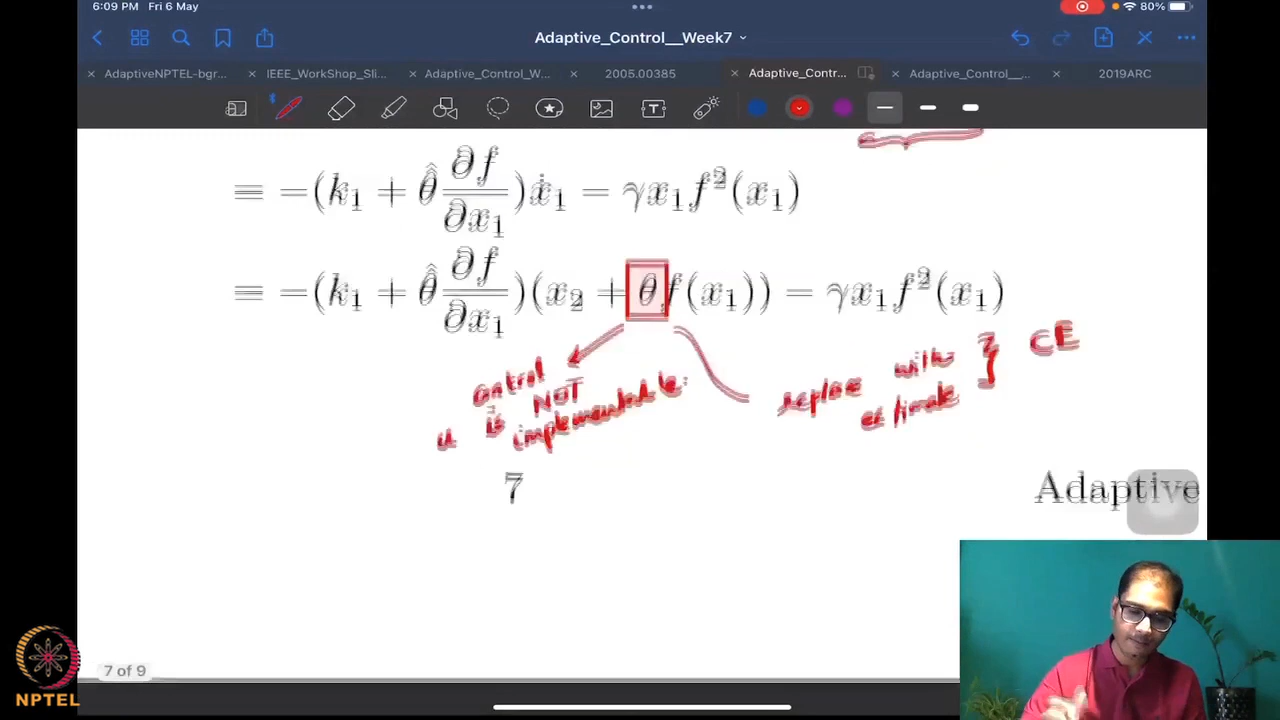 6:09 PM Fri 6 May
80%
Adaptive_Control__Week7
AdaptiveNPTEL-bgr...
IEEE_WorkShop_Sli...
Adaptive_Control_W...
2005.00385
Adaptive_Contr...
Adaptive_Control__...
2019ARC
≡ −(k₁ + θ̂ ∂f/∂x₁)ẋ₁ = γx₁f²(x₁)
≡ −(k₁ + θ̂ ∂f/∂x₁)(x₂ + θf(x₁)) = γx₁f²(x₁)
control
u is NOT
implementable
replace with
estimate
} CE
7
Adaptive
7 of 9
NPTEL